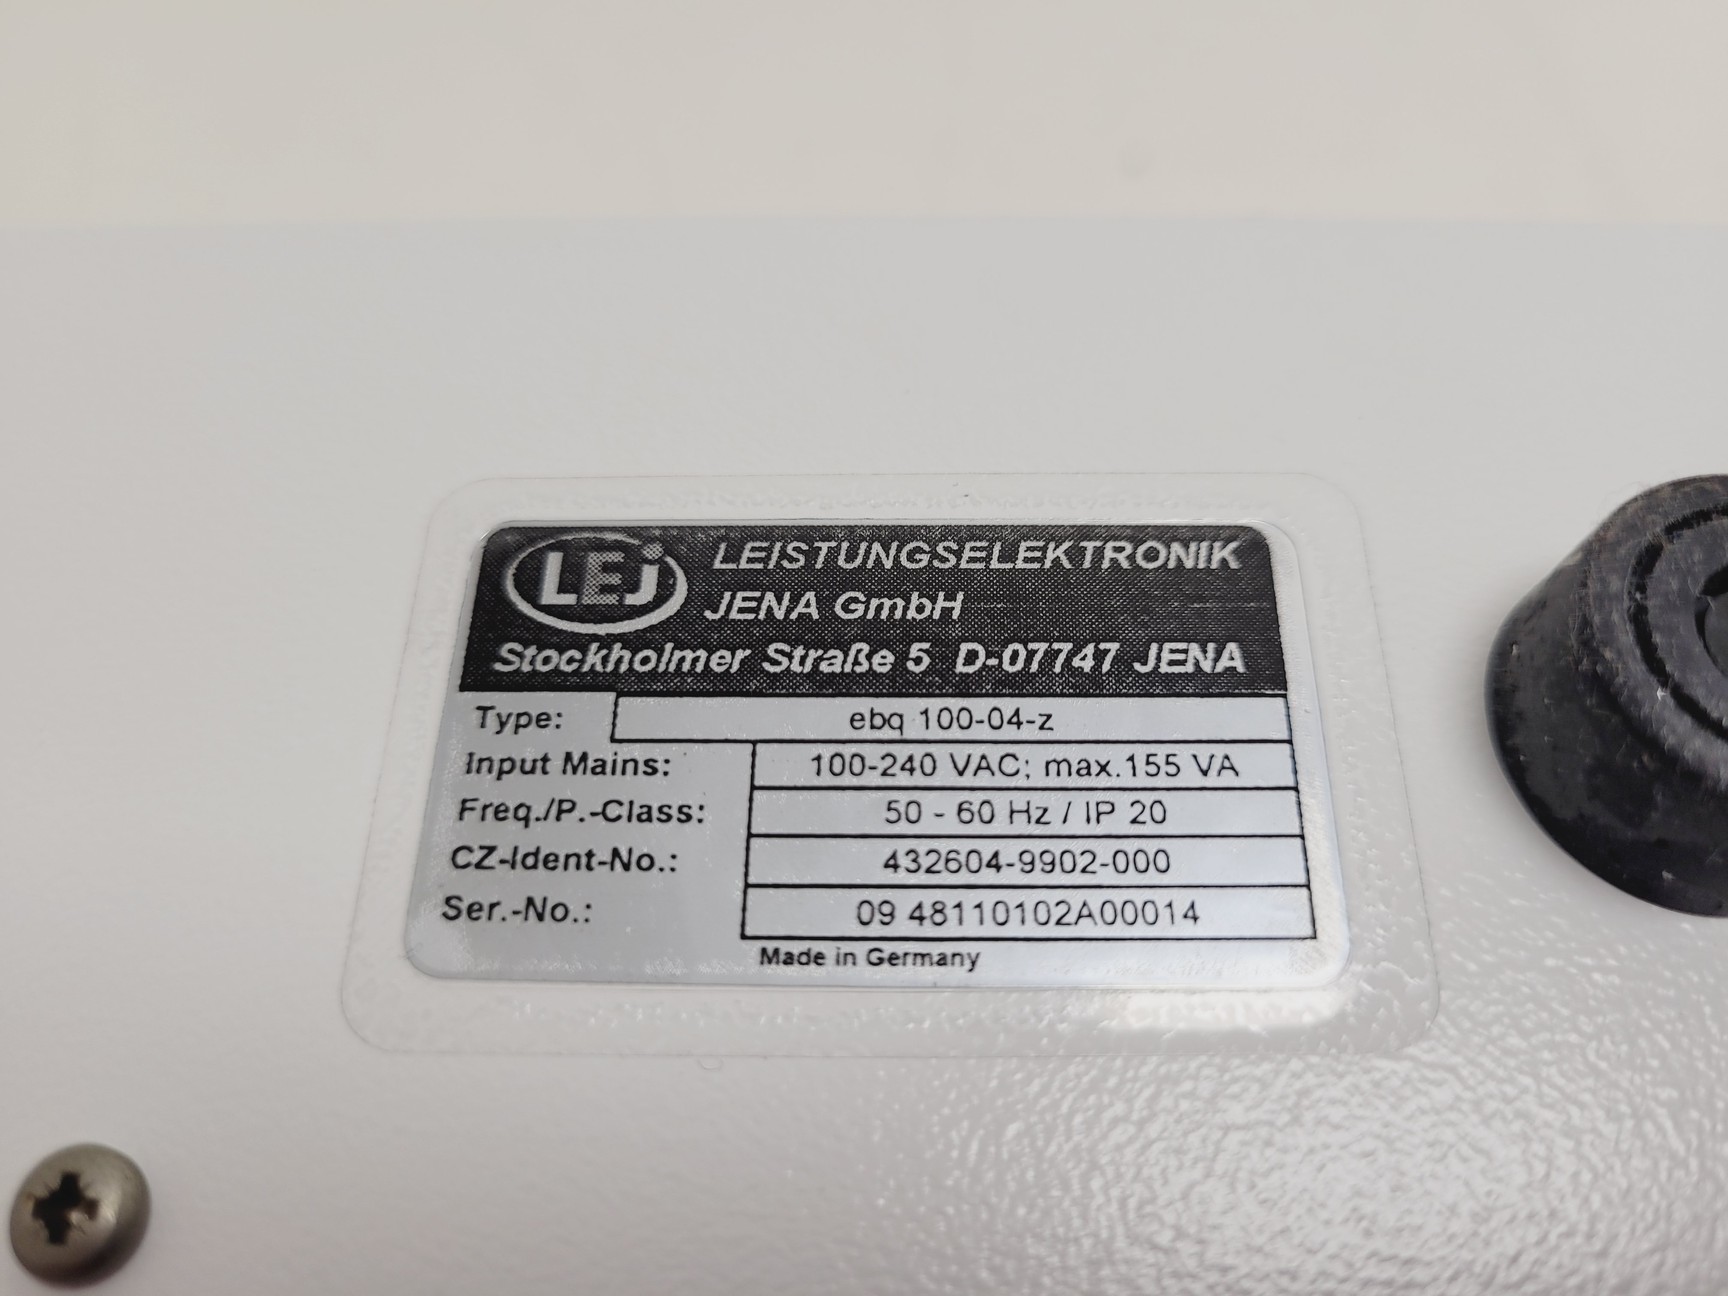 LEj
LEISTUNGSELEKTRONIK
JENA GmbH
Stockholmer Straße 5 D-07747 JENA
Type: ebq 100-04-z
Input Mains: 100-240 VAC; max.155 VA
Freq./P.-Class: 50 - 60 Hz / IP 20
CZ-Ident-No.: 432604-9902-000
Ser.-No.: 09 48110102A00014
Made in Germany